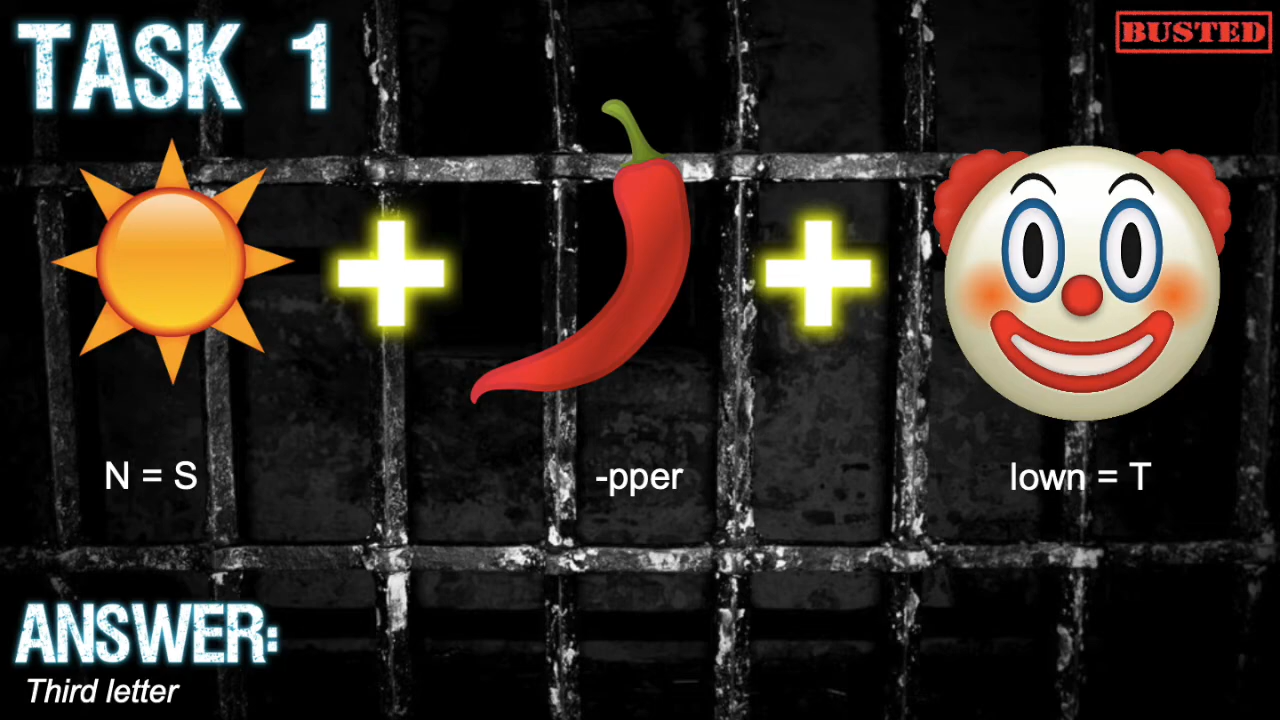 TASK 1
BUSTED
N = S
-pper
lown = T
ANSWER:
Third letter